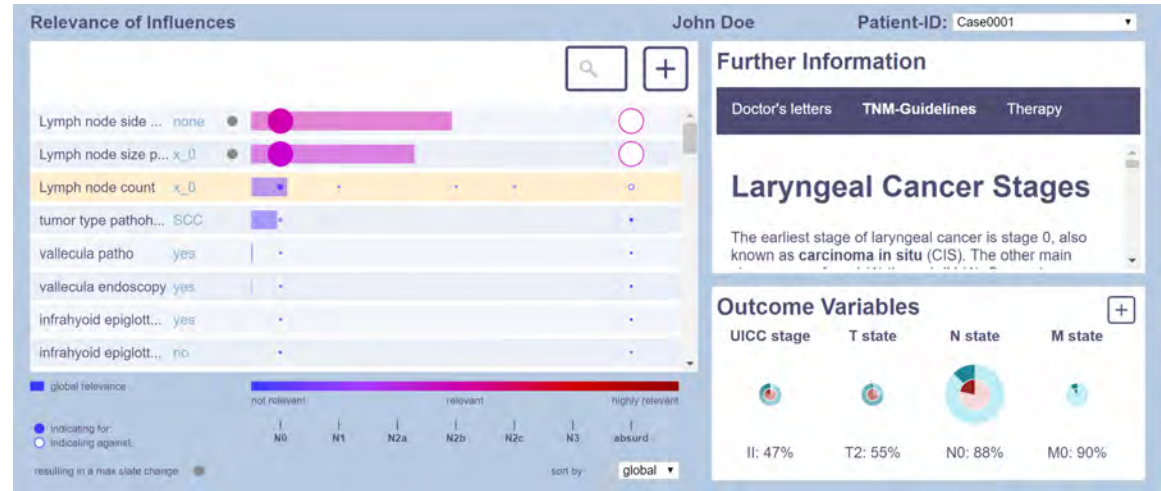 Relevance of Influences
John Doe
Patient-ID: Case0001
Lymph node side ... none
Lymph node size p... x_0
Lymph node count x_0
tumor type pathoh... SCC
vallecula patho yes
vallecula endoscopy yes
infrahyoid epiglott... yes
infrahyoid epiglott... no
global relevance
not relevant relevant highly relevant
indicating for:
indicating against:
N0 N1 N2a N2b N2c N3 absurd
resulting in a max state change
sort by global
Further Information
Doctor's letters TNM-Guidelines Therapy
Laryngeal Cancer Stages
The earliest stage of laryngeal cancer is stage 0, also
known as carcinoma in situ (CIS). The other main
Outcome Variables
UICC stage T state N state M state
II: 47% T2: 55% N0: 88% M0: 90%